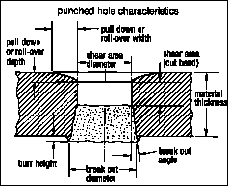 punched hole characteristics
pull down or
roll-over width
pull down
or roll-over
depth
shear area
diameter
shear area
(cut band)
material
thickness
burr height
break out
diameter
break out
angle